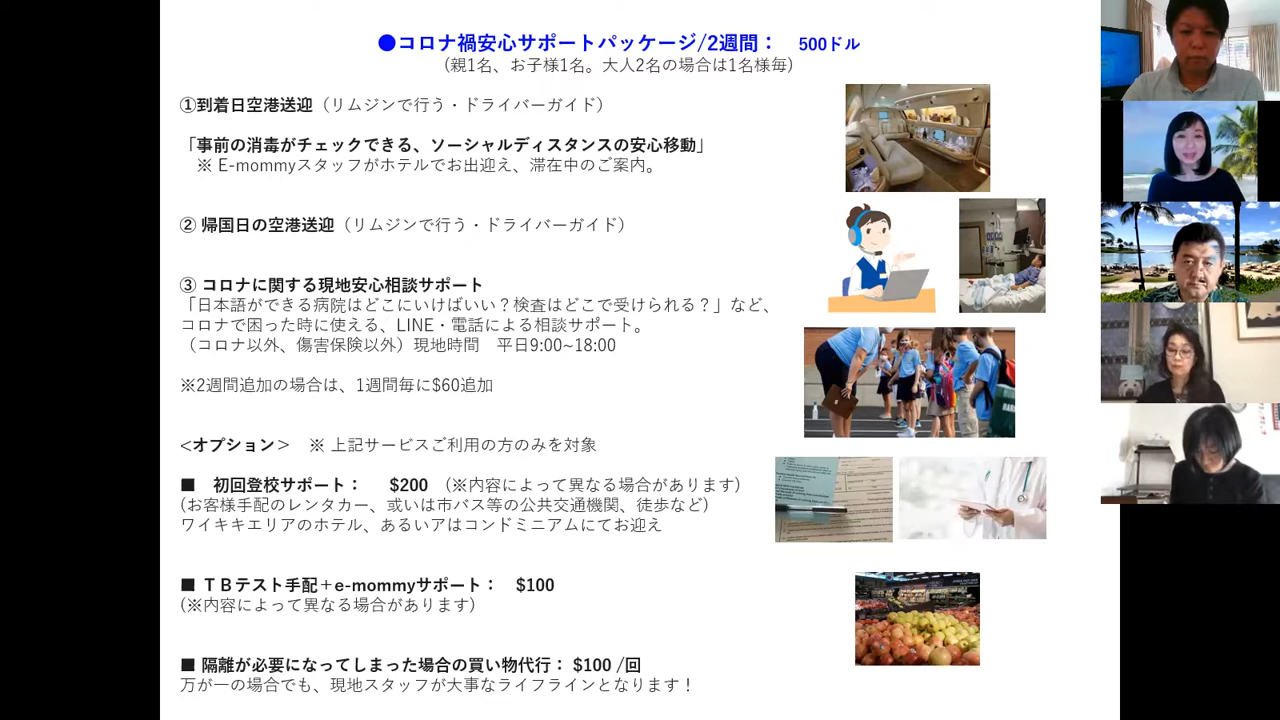 ●コロナ禍安心サポートパッケージ/2週間： 500ドル
(親1名、お子様1名。大人2名の場合は1名様毎)
①到着日空港送迎（リムジンで行う・ドライバーガイド）
「事前の消毒がチェックできる、ソーシャルディスタンスの安心移動」
※ E-mommyスタッフがホテルでお出迎え、滞在中のご案内。
② 帰国日の空港送迎（リムジンで行う・ドライバーガイド）
③ コロナに関する現地安心相談サポート
「日本語ができる病院はどこにいけばいい？検査はどこで受けられる？」など、
コロナで困った時に使える、LINE・電話による相談サポート。
（コロナ以外、傷害保険以外）現地時間 平日9:00~18:00
※2週間追加の場合は、1週間毎に$60追加
<オプション＞ ※ 上記サービスご利用の方のみを対象
■ 初回登校サポート： $200 （※内容によって異なる場合があります）
(お客様手配のレンタカー、或いは市バス等の公共交通機関、徒歩など)
ワイキキエリアのホテル、あるいアはコンドミニアムにてお迎え
■ ＴＢテスト手配＋e-mommyサポート： $100
(※内容によって異なる場合があります)
■ 隔離が必要になってしまった場合の買い物代行： $100 /回
万が一の場合でも、現地スタッフが大事なライフラインとなります！